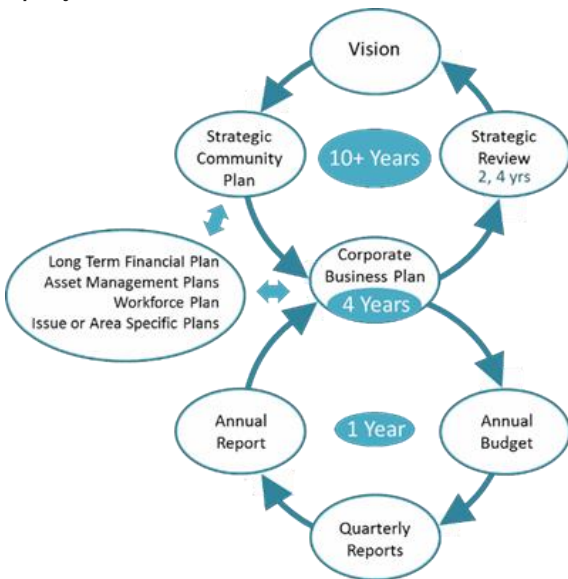 Vision
Strategic
Community
Plan
10+ Years
Strategic
Review
2, 4 yrs
Long Term Financial Plan
Asset Management Plans
Workforce Plan
Issue or Area Specific Plans
Corporate
Business Plan
4 Years
Annual
Report
1 Year
Annual
Budget
Quarterly
Reports